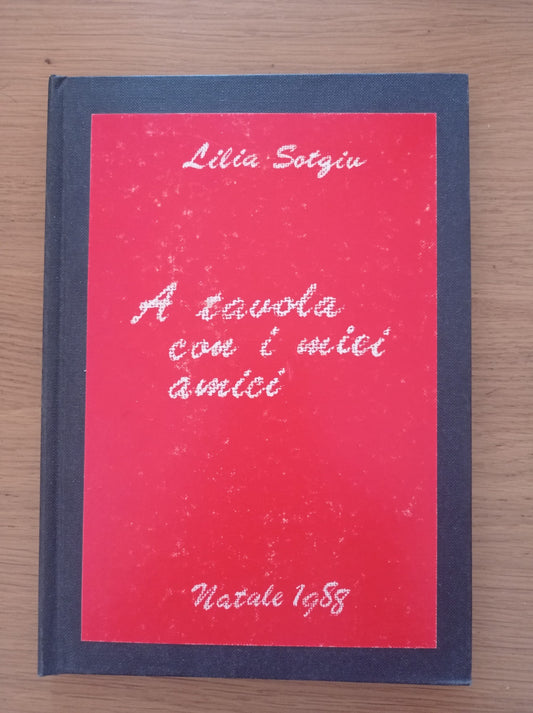 Lilia Sotgiu
A tavola
con i miei
amici
Natale 1988